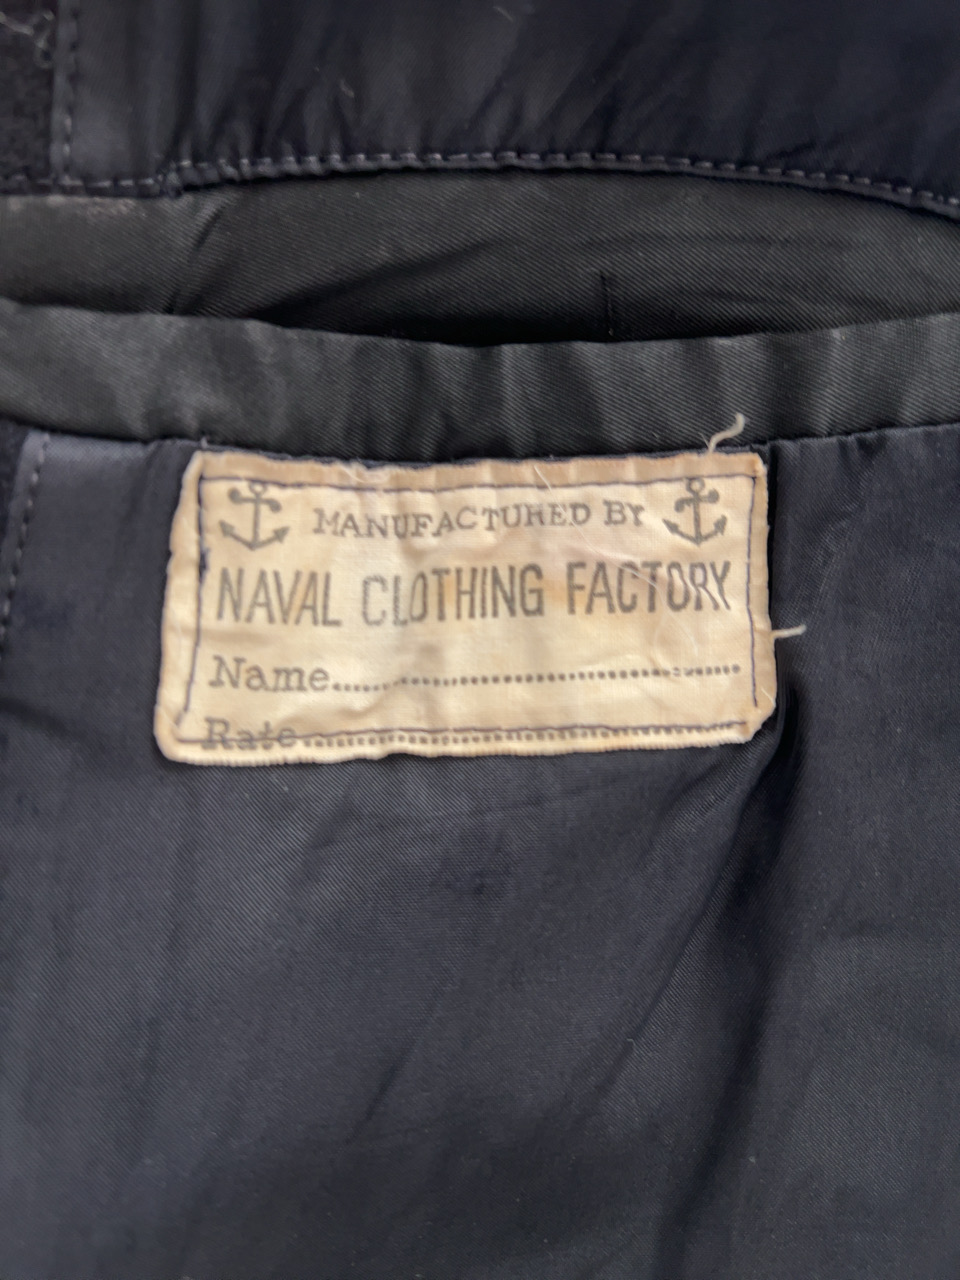 MANUFACTURED BY
NAVAL CLOTHING FACTORY
Name....................................
Rate....................................